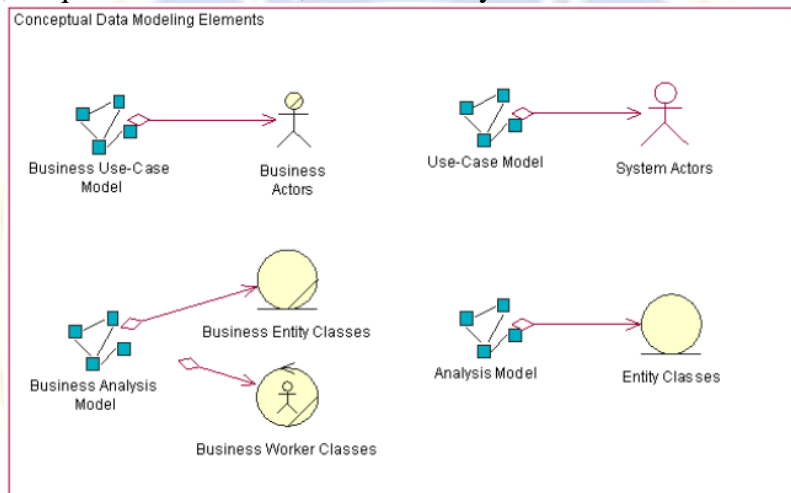 Conceptual Data Modeling Elements
Business Use-Case
Model
Business
Actors
Use-Case Model
System Actors
Business Entity Classes
Business Analysis
Model
Business Worker Classes
Analysis Model
Entity Classes